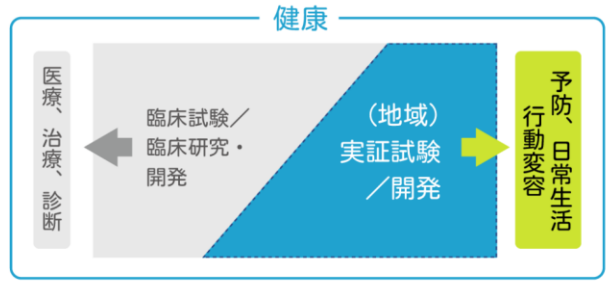 健康
医療、治療、診断
臨床試験／
臨床研究・
開発
（地域）
実証試験
／開発
予防、日常生活
行動変容